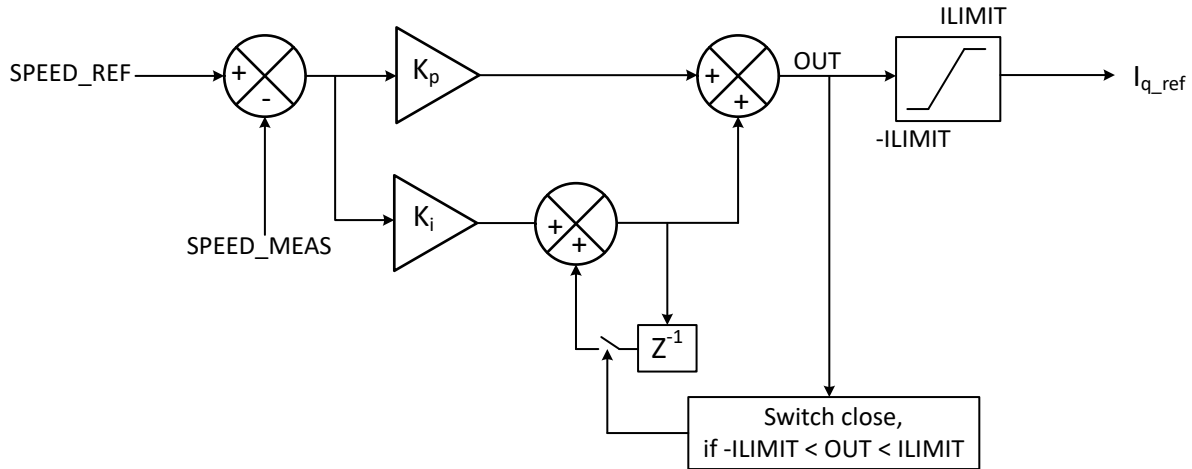 ILIMIT
SPEED_REF
+
-
Kp
+
+
OUT
Iq_ref
-ILIMIT
SPEED_MEAS
Ki
+
+
Z-1
Switch close,
if -ILIMIT < OUT < ILIMIT